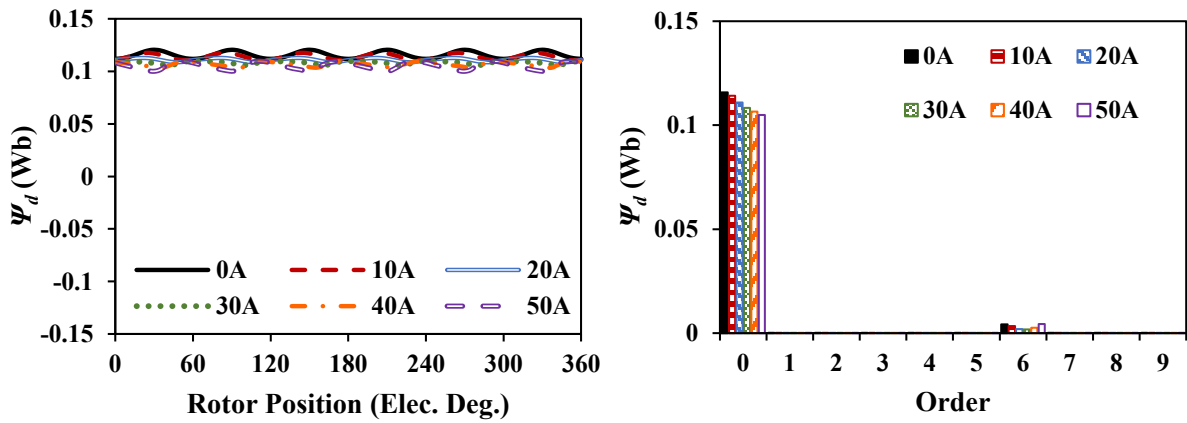 0.15
0.1
0.05
0
-0.05
-0.1
-0.15
Ψd (Wb)
0A 10A 20A
30A 40A 50A
0 60 120 180 240 300 360
Rotor Position (Elec. Deg.)
0.15
0.1
0.05
0
Ψd (Wb)
0A 10A 20A
30A 40A 50A
0 1 2 3 4 5 6 7 8 9
Order